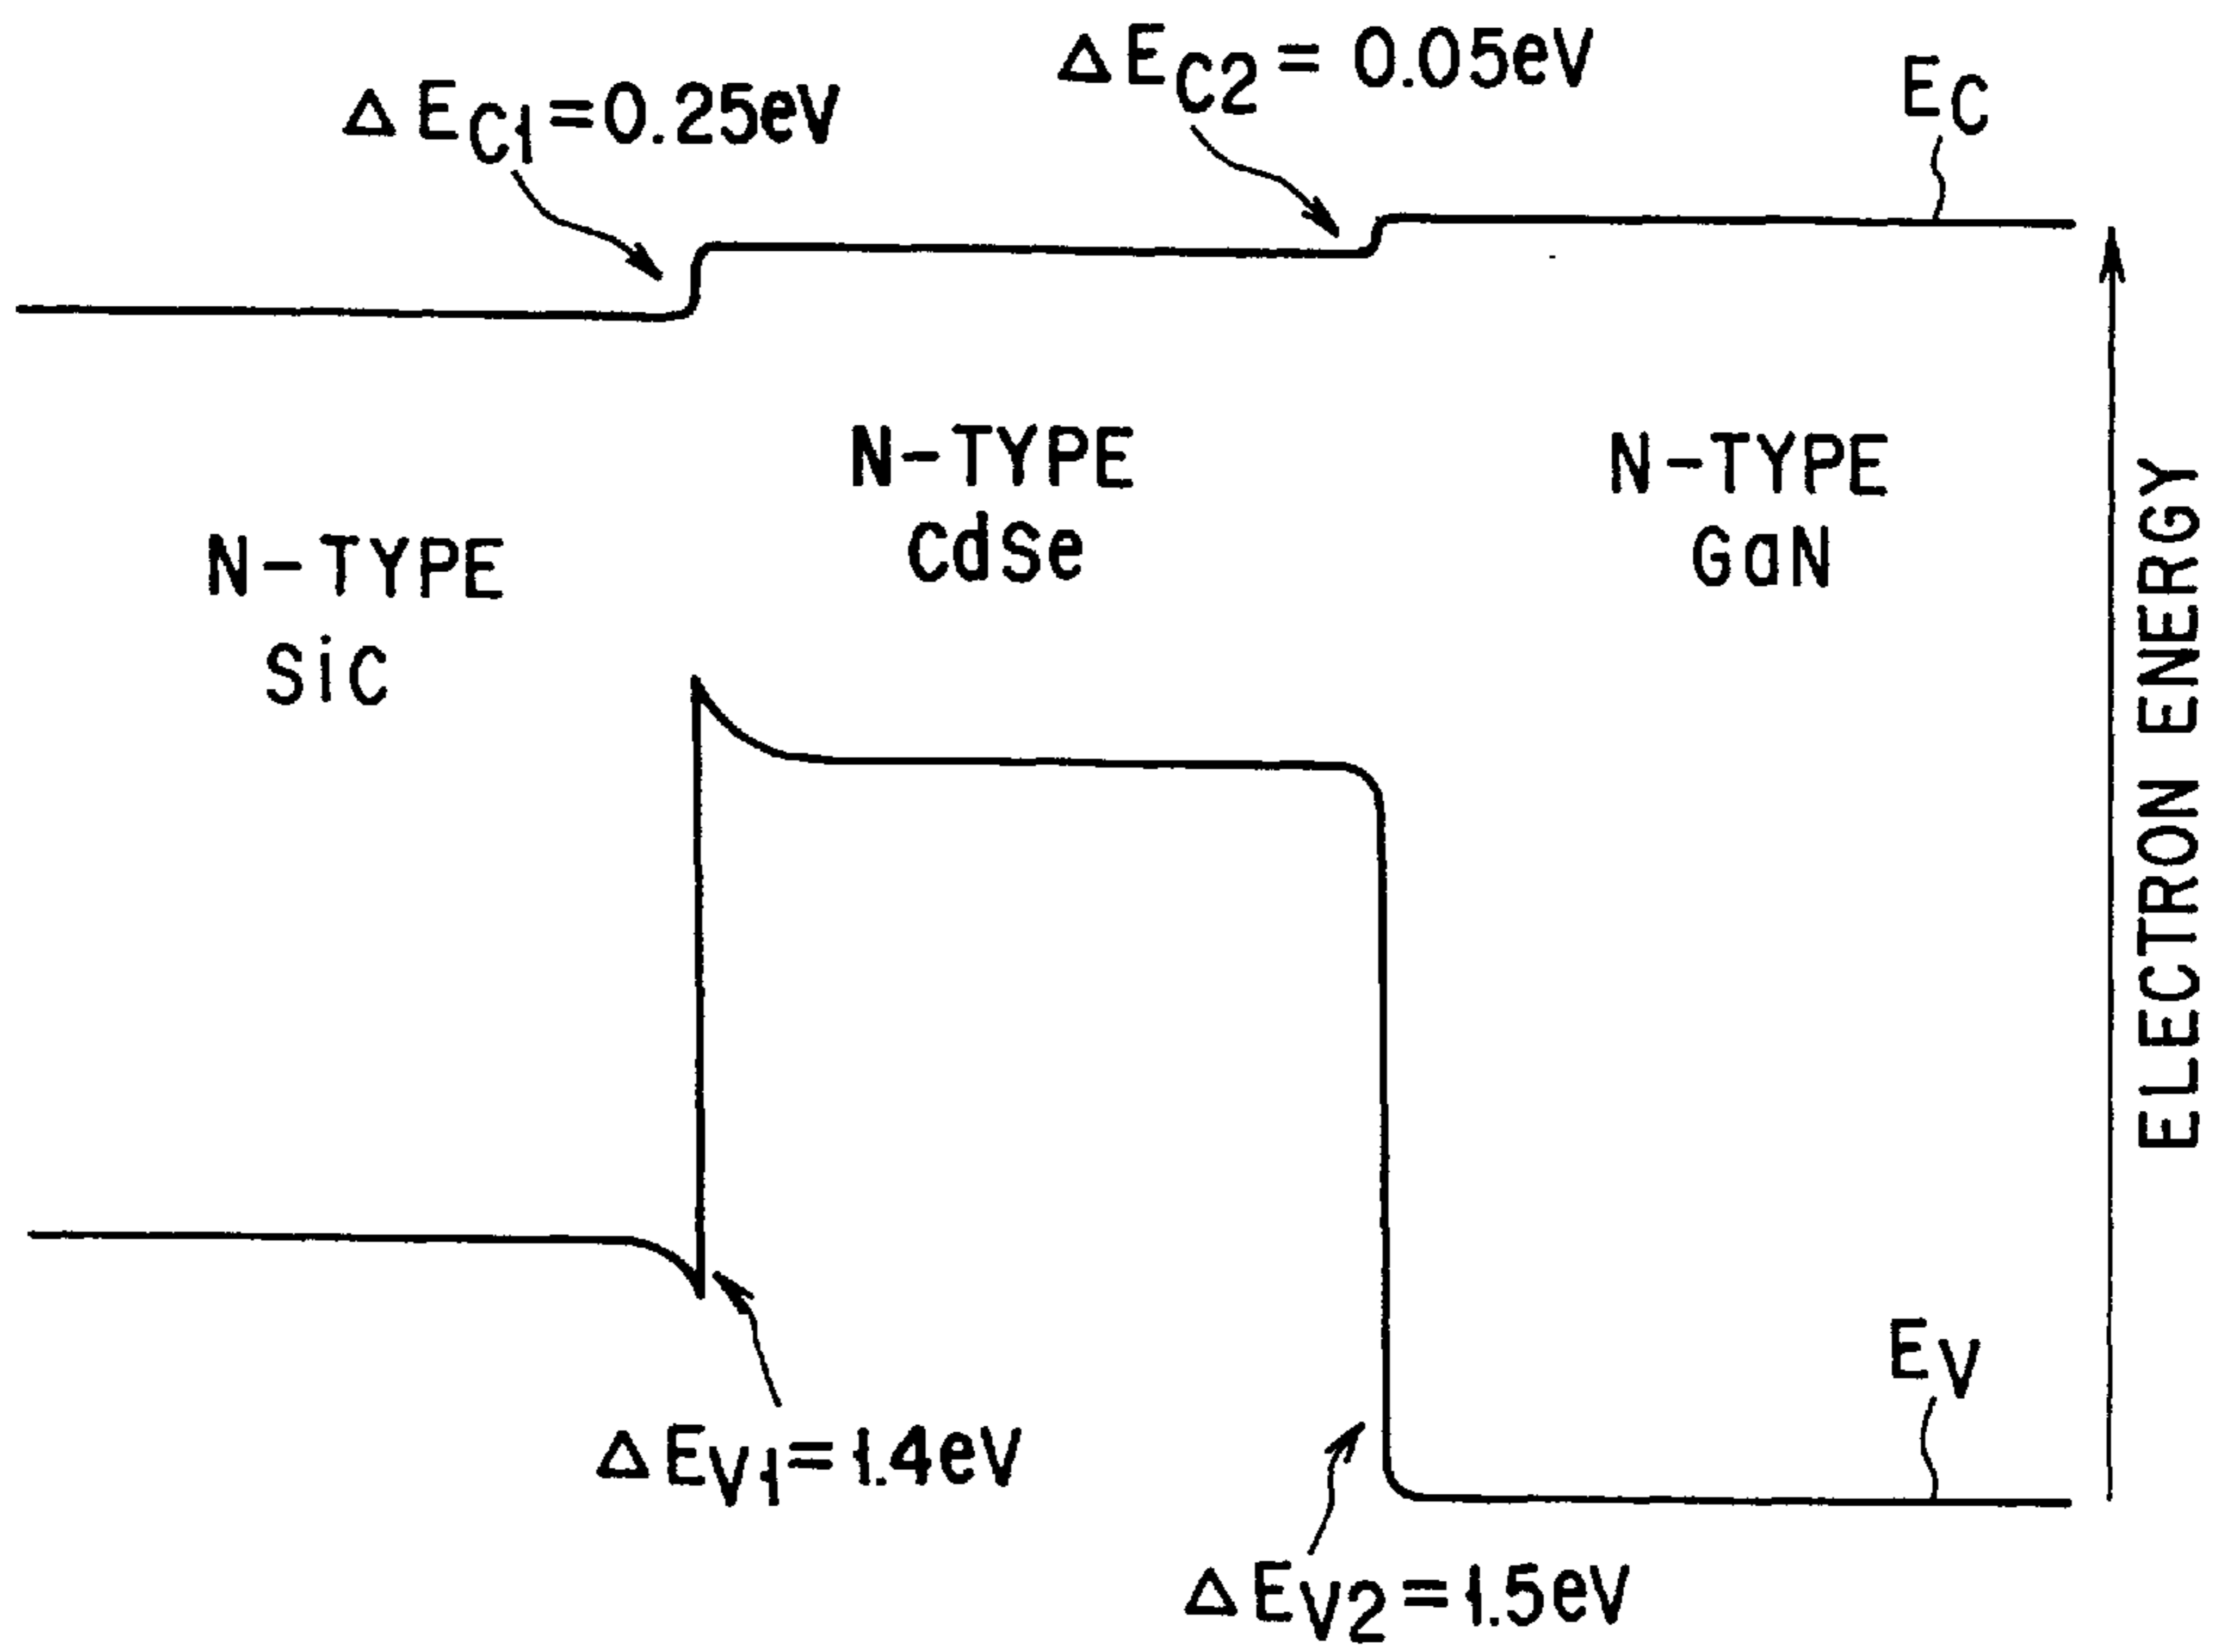 ΔEC1=0.25eV
ΔEC2= 0.05eV
EC
N-TYPE
SiC
N-TYPE
CdSe
N-TYPE
GaN
ELECTRON ENERGY
ΔEV1=1.4eV
ΔEV2=1.5eV
EV